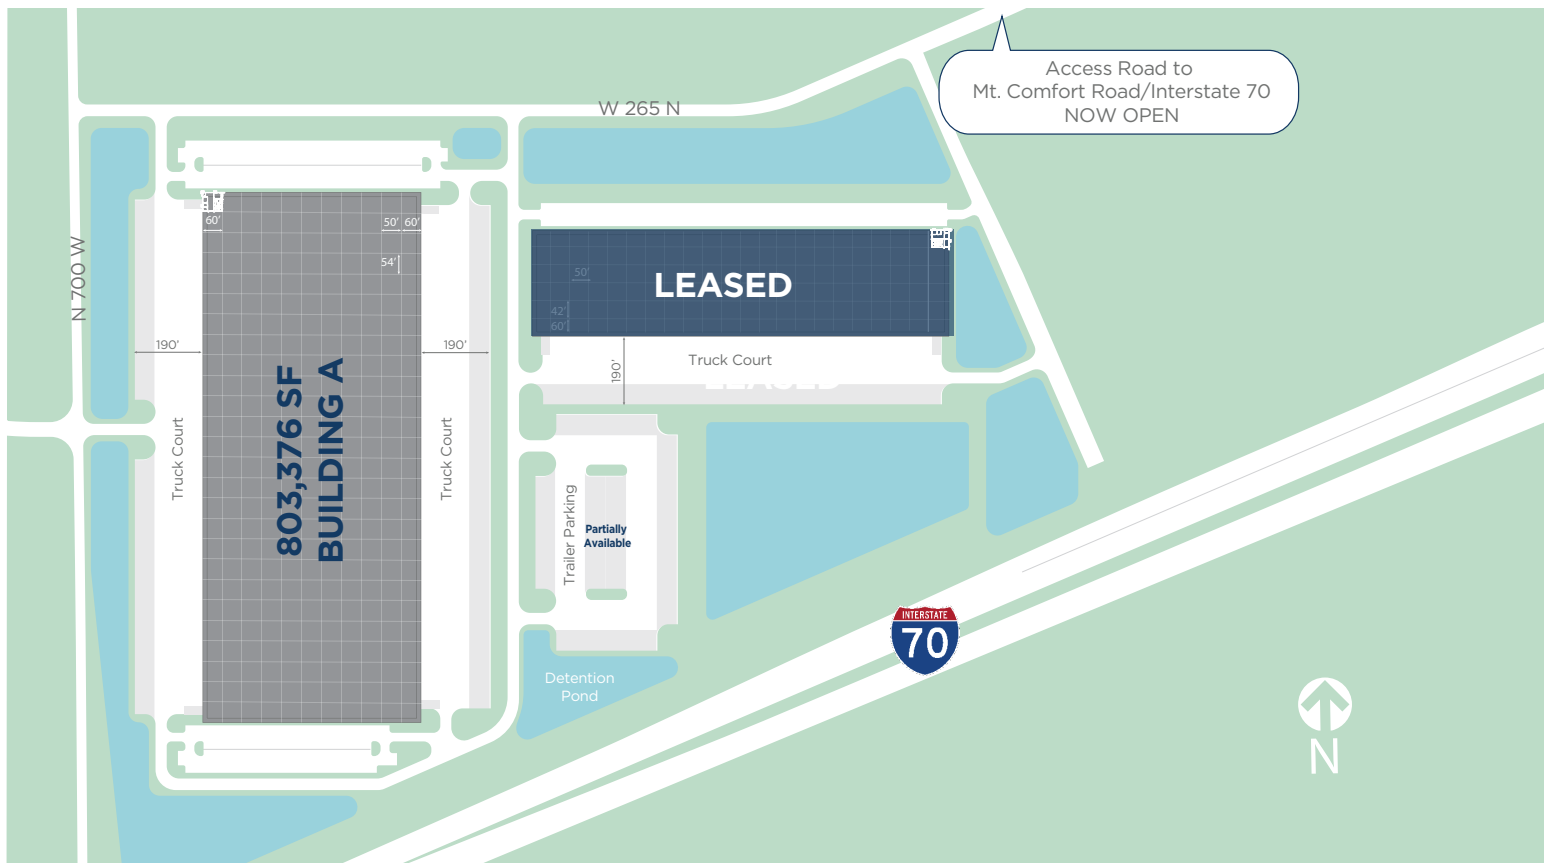 Access Road to
Mt. Comfort Road/Interstate 70
NOW OPEN
W 265 N
N 700 W
60'
50'
60'
54'
190'
190'
Truck Court
803,376 SF
BUILDING A
Truck Court
LEASED
50'
42'
60'
190'
Truck Court
LEASED
Trailer Parking
Partially
Available
Detention
Pond
INTERSTATE
70
N